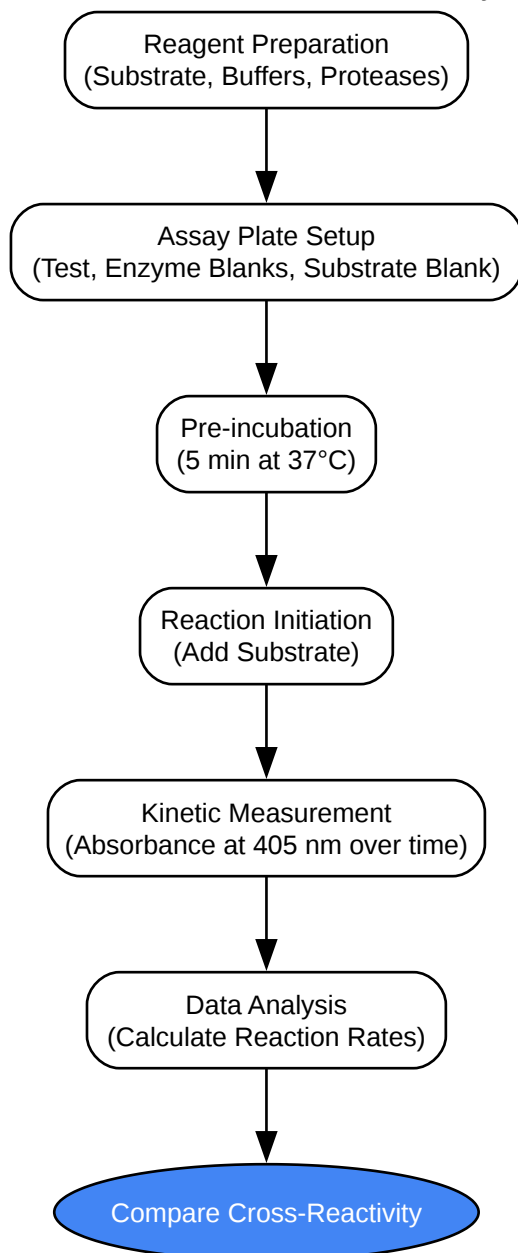 Reagent Preparation
(Substrate, Buffers, Proteases)
Assay Plate Setup
(Test, Enzyme Blanks, Substrate Blank)
Pre-incubation
(5 min at 37°C)
Reaction Initiation
(Add Substrate)
Kinetic Measurement
(Absorbance at 405 nm over time)
Data Analysis
(Calculate Reaction Rates)
Compare Cross-Reactivity